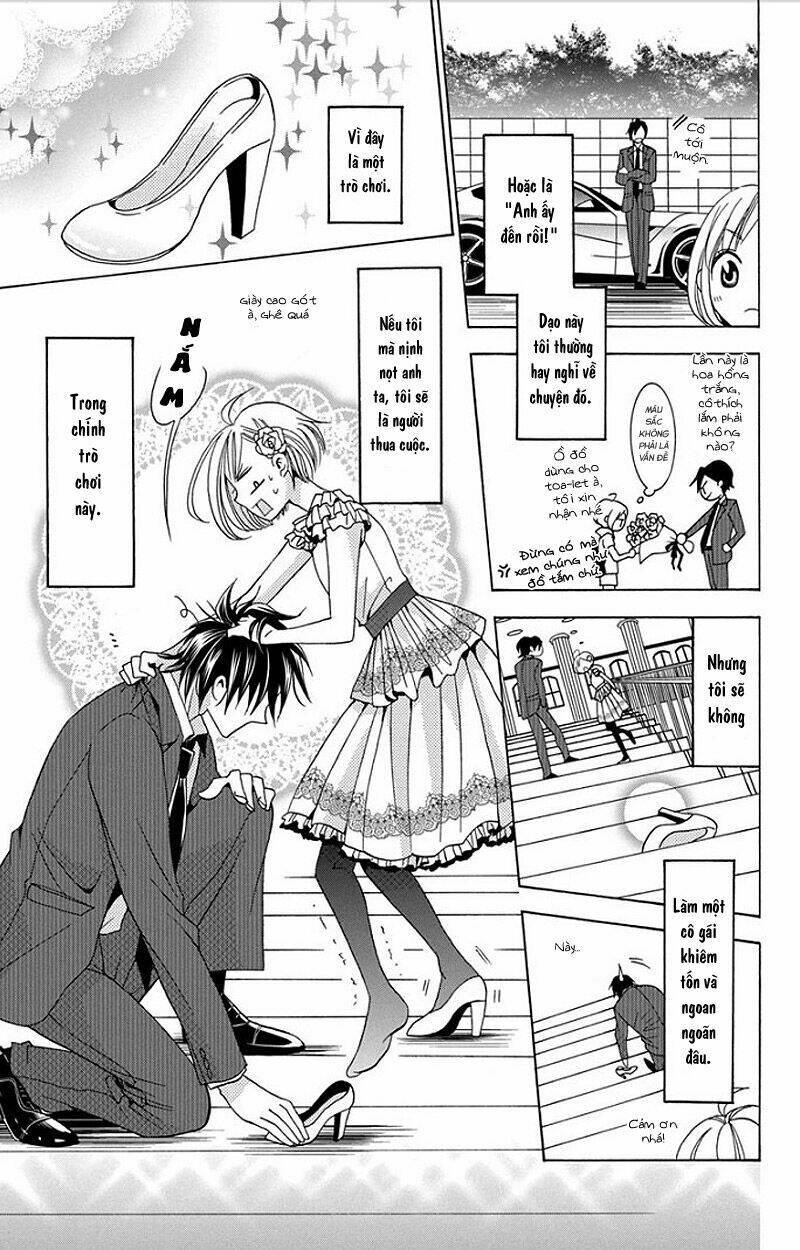 Cô
tới
muộn.
Hoặc là
"Anh ấy
đến rồi!"
Dạo này
tôi thường
hay nghĩ về
chuyện đó.
Lần này là
hoa hồng
trắng,
cô thích
lắm phải
không
nào?
MÀU
SẮC
KHÔNG
PHẢI LÀ
VẤN ĐỀ
Ồ đồ
dùng cho
toa-let à,
tôi xin
nhận nhé
Đừng có mà
xem chúng như
đồ tắm chứ
Nhưng
tôi sẽ
không
Làm một
cô gái
khiêm
tốn và
ngoan
ngoãn
đâu.
Này...
Cảm ơn
nhá!
Vì đây
là một
trò chơi.
Nếu tôi
mà nịnh
nọt anh
ta, tôi sẽ
là người
thua cuộc.
Giày cao gót
à, ghê quá
NẮM
Trong
chính
trò
chơi
này.